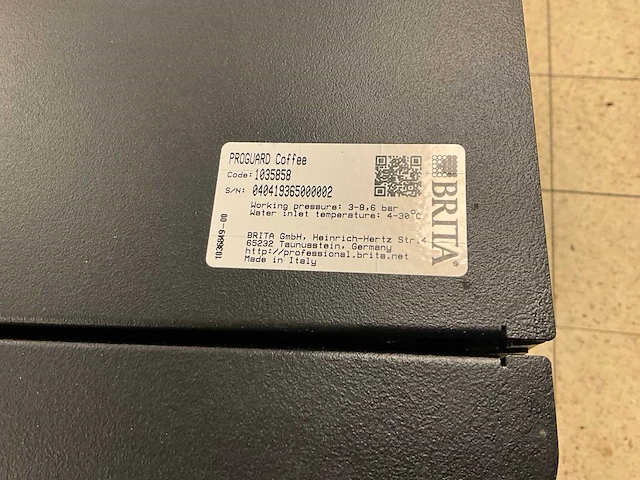 PROGUARD Coffee
Code: 1035858
S/N: 040419365000002
Working pressure: 3-8,6 bar
Water inlet temperature: 4-30°C
BRITA GmbH, Heinrich-Hertz Str.4
65232 Taunusstein, Germany
http://professional.brita.net
Made in Italy
1036849-00
BRITA®